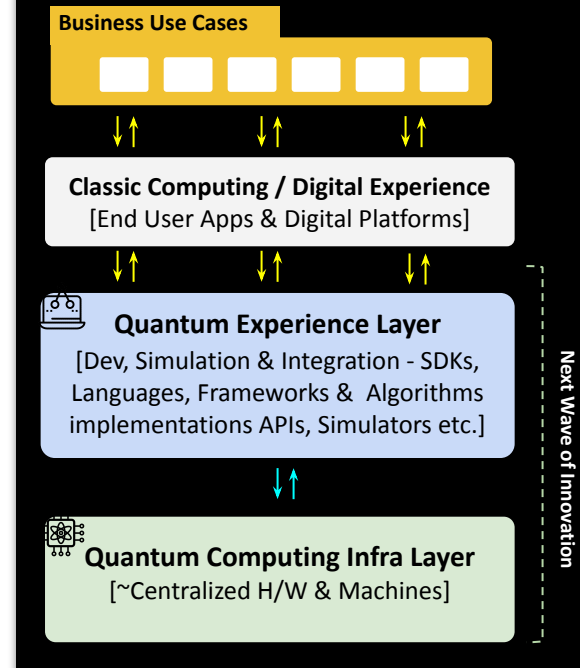 Business Use Cases
Classic Computing / Digital Experience
[End User Apps & Digital Platforms]
Quantum Experience Layer
[Dev, Simulation & Integration - SDKs,
Languages, Frameworks & Algorithms
implementations APIs, Simulators etc.]
Quantum Computing Infra Layer
[~Centralized H/W & Machines]
Next Wave of Innovation